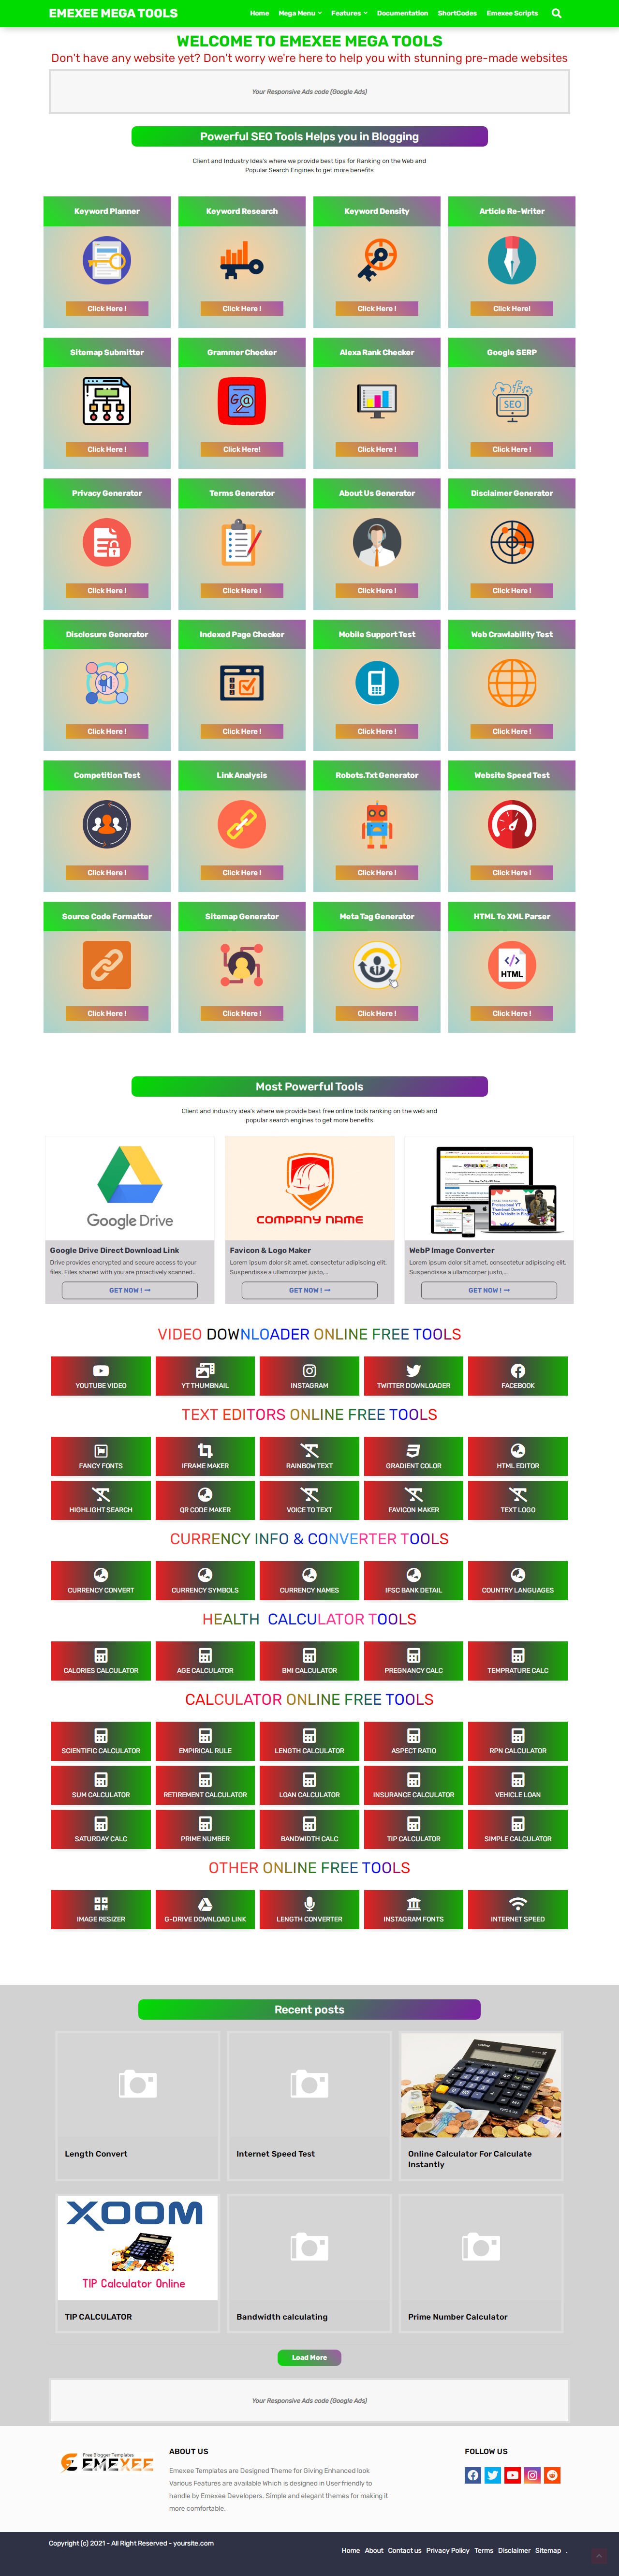 EMEXEE MEGA TOOLS
Home Mega Menu Features Documentation ShortCodes Emexee Scripts
WELCOME TO EMEXEE MEGA TOOLS
Don't have any website yet? Don't worry we're here to help you with stunning pre-made websites
Your Responsive Ads code (Google Ads)
Powerful SEO Tools Helps you in Blogging
Client and Industry Idea's where we provide best tips for Ranking on the Web and
Popular Search Engines to get more benefits
Keyword Planner Keyword Research Keyword Density Article Re-Writer
Click Here ! Click Here ! Click Here ! Click Here!
Sitemap Submitter Grammer Checker Alexa Rank Checker Google SERP
SEO
Click Here ! Click Here! Click Here ! Click Here !
Privacy Generator Terms Generator About Us Generator Disclaimer Generator
Click Here ! Click Here ! Click Here ! Click Here !
Disclosure Generator Indexed Page Checker Mobile Support Test Web Crawlability Test
Click Here ! Click Here ! Click Here ! Click Here !
Competition Test Link Analysis Robots.Txt Generator Website Speed Test
Click Here ! Click Here ! Click Here ! Click Here !
Source Code Formatter Sitemap Generator Meta Tag Generator HTML To XML Parser
HTML
Click Here ! Click Here ! Click Here ! Click Here !
Most Powerful Tools
Client and industry idea's where we provide best free online tools ranking on the web and
popular search engines to get more benefits
Google Drive
COMPANY NAME
Google Drive Direct Download Link
Drive provides encrypted and secure access to your
files. Files shared with you are proactively scanned..
GET NOW !
Favicon & Logo Maker
Lorem ipsum dolor sit amet, consectetur adipiscing elit.
Suspendisse a ullamcorper justo,...
GET NOW !
WebP Image Converter
Lorem ipsum dolor sit amet, consectetur adipiscing elit.
Suspendisse a ullamcorper justo,...
GET NOW !
VIDEO DOWNLOADER ONLINE FREE TOOLS
YOUTUBE VIDEO YT THUMBNAIL INSTAGRAM TWITTER DOWNLOADER FACEBOOK
TEXT EDITORS ONLINE FREE TOOLS
FANCY FONTS IFRAME MAKER RAINBOW TEXT GRADIENT COLOR HTML EDITOR
HIGHLIGHT SEARCH QR CODE MAKER VOICE TO TEXT FAVICON MAKER TEXT LOGO
CURRENCY INFO & CONVERTER TOOLS
CURRENCY CONVERT CURRENCY SYMBOLS CURRENCY NAMES IFSC BANK DETAIL COUNTRY LANGUAGES
HEALTH CALCULATOR TOOLS
CALORIES CALCULATOR AGE CALCULATOR BMI CALCULATOR PREGNANCY CALC TEMPRATURE CALC
CALCULATOR ONLINE FREE TOOLS
SCIENTIFIC CALCULATOR EMPIRICAL RULE LENGTH CALCULATOR ASPECT RATIO RPN CALCULATOR
SUM CALCULATOR RETIREMENT CALCULATOR LOAN CALCULATOR INSURANCE CALCULATOR VEHICLE LOAN
SATURDAY CALC PRIME NUMBER BANDWIDTH CALC TIP CALCULATOR SIMPLE CALCULATOR
OTHER ONLINE FREE TOOLS
IMAGE RESIZER G-DRIVE DOWNLOAD LINK LENGTH CONVERTER INSTAGRAM FONTS INTERNET SPEED
Recent posts
Length Convert
Internet Speed Test
Online Calculator For Calculate
Instantly
XOOM
TIP Calculator Online
TIP CALCULATOR
Bandwidth calculating
Prime Number Calculator
Load More
Your Responsive Ads code (Google Ads)
Free Blogger Templates
EMEXEE
ABOUT US
Emexee Templates are Designed Theme for Giving Enhanced look
Various Features are available Which is designed in User friendly to
handle by Emexee Developers. Simple and elegant themes for making it
more comfortable.
FOLLOW US
Copyright (c) 2021 - All Right Reserved - yoursite.com
Home About Contact us Privacy Policy Terms Disclaimer Sitemap .